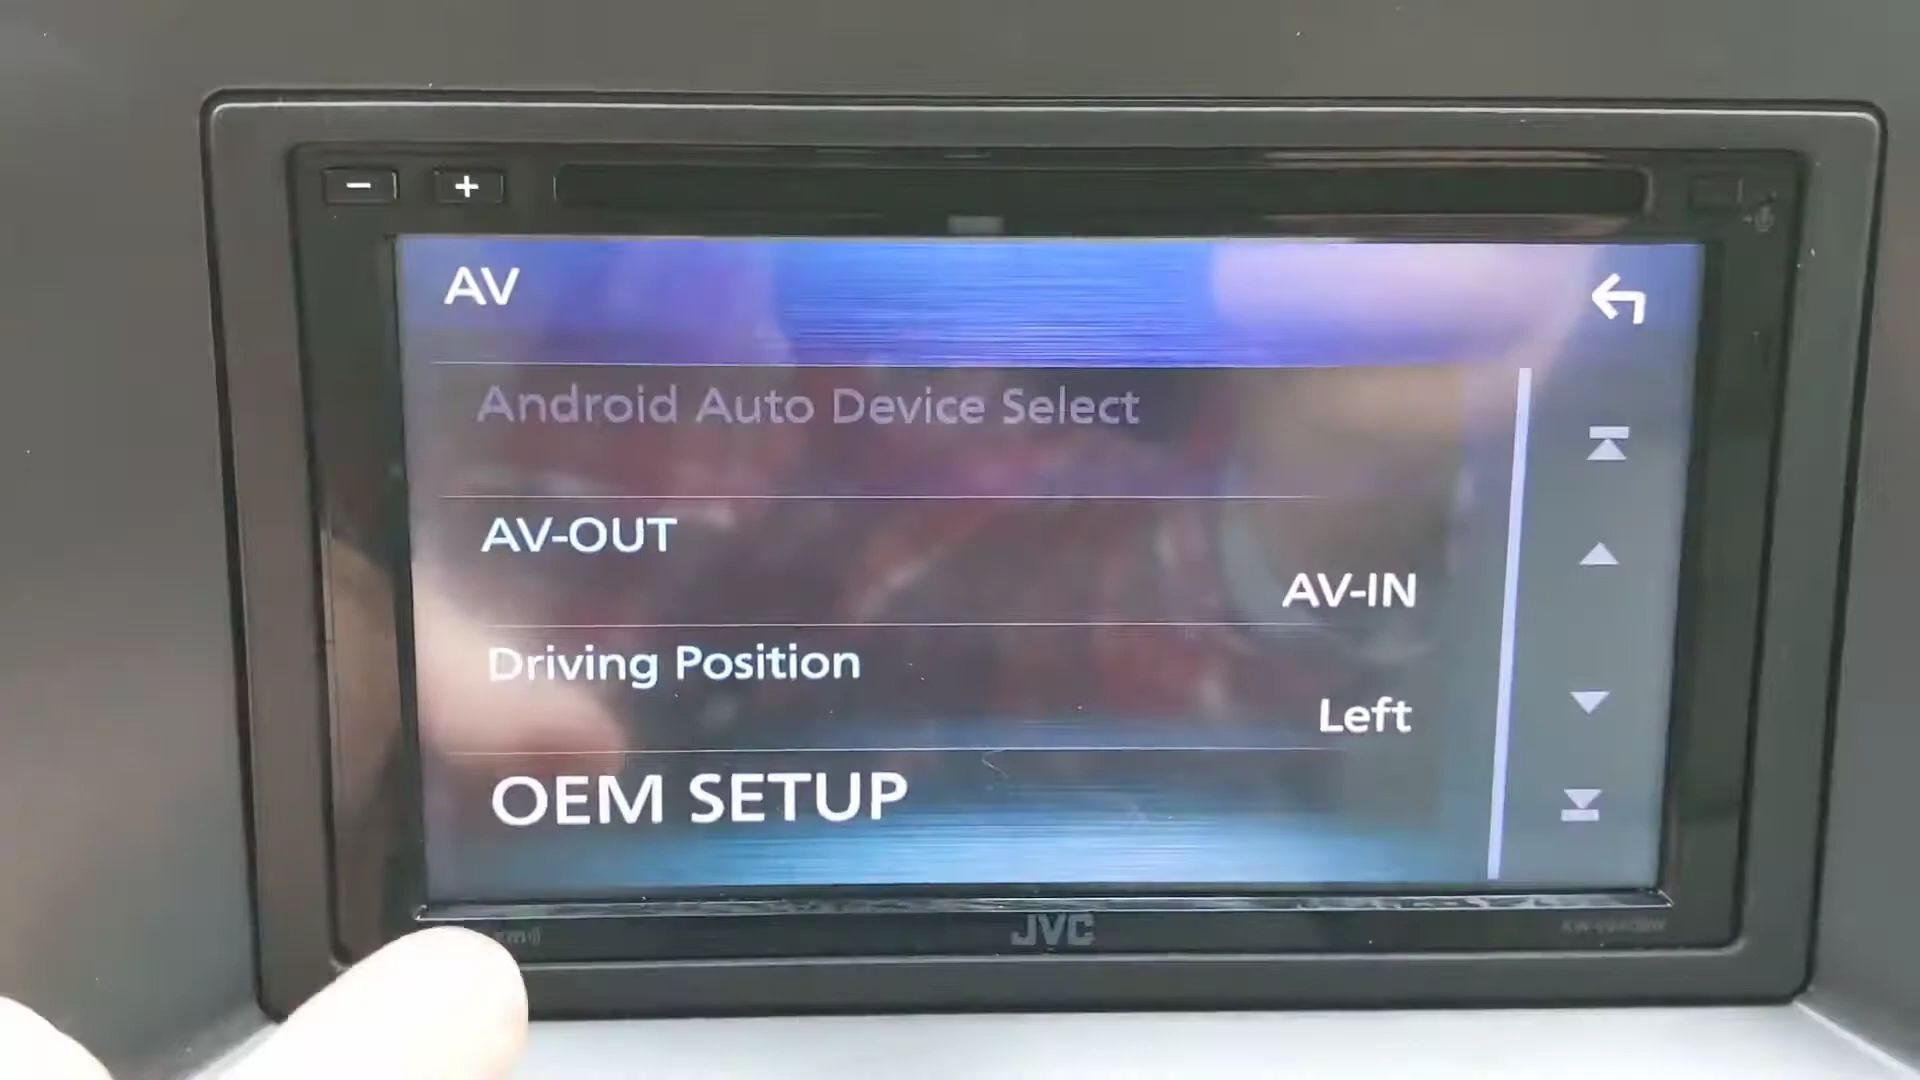 − +
AV
Android Auto Device Select
AV-OUT
AV-IN
Driving Position
Left
OEM SETUP
JVC